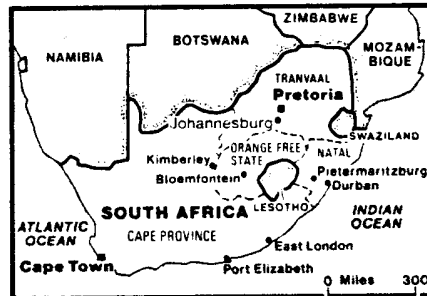 ZIMBABWE
BOTSWANA
NAMIBIA
MOZAM-
BIQUE
TRANVAAL
Pretoria
Johannesburg
SWAZILAND
ORANGE FREE
STATE
NATAL
Kimberley
Bloemfontein
Pietermaritzburg
Durban
LESOTHO
SOUTH AFRICA
INDIAN
OCEAN
ATLANTIC
OCEAN
CAPE PROVINCE
East London
Cape Town
Port Elizabeth
0 Miles 300